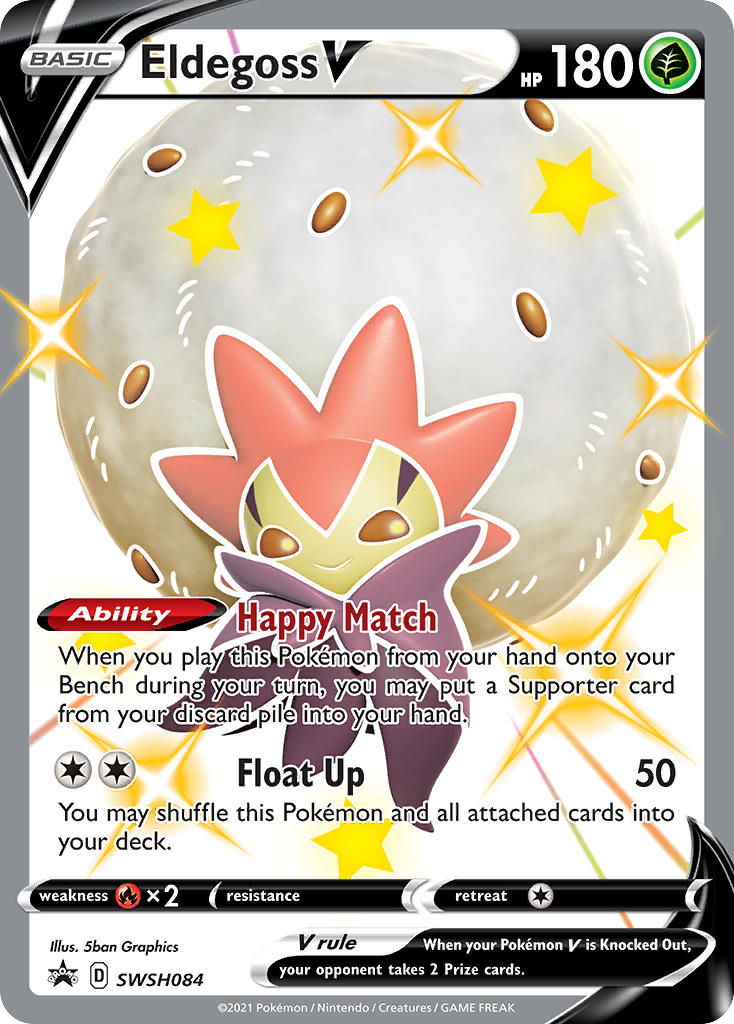 BASIC
Eldegoss V
HP 180
Ability Happy Match
When you play this Pokémon from your hand onto your
Bench during your turn, you may put a Supporter card
from your discard pile into your hand.
Float Up 50
You may shuffle this Pokémon and all attached cards into
your deck.
weakness ×2 resistance retreat
Illus. 5ban Graphics
D SWSH084
V rule When your Pokémon V is Knocked Out,
your opponent takes 2 Prize cards.
©2021 Pokémon / Nintendo / Creatures / GAME FREAK